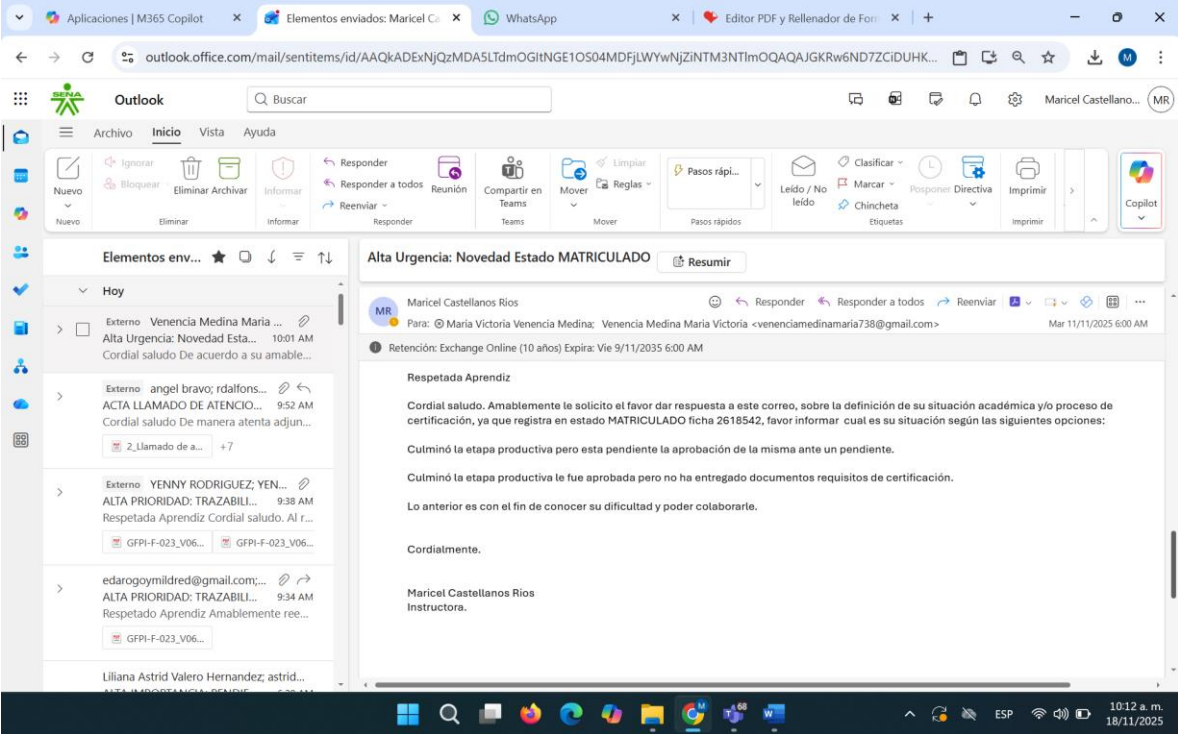 Aplicaciones | M365 Copilot
Elementos enviados: Maricel Ca
WhatsApp
Editor PDF y Rellenador de For
outlook.office.com/mail/sentitems/id/
M
SENA
Outlook
Buscar
Maricel Castellano...
MR
Archivo Inicio Vista Ayuda
Nuevo
Ignorar
Bloquear
Eliminar Archivar
Informar
Responder
Responder a todos
Reenviar
Reunión
Compartir en Teams
Mover
Limpiar
Reglas
Pasos rápi...
Leído / No leído
Clasificar
Marcar
Chincheta
Posponer Directiva
Imprimir
Copilot
Nuevo Eliminar Informar Responder Teams Mover Pasos rápidos Etiquetas Imprimir
Elementos env...
Hoy
Externo Venencia Medina Maria ...
Alta Urgencia: Novedad Esta... 10:01 AM
Cordial saludo De acuerdo a su amable...
Externo angel bravo; rdalfons...
ACTA LLAMADO DE ATENCIO... 9:52 AM
Cordial saludo De manera atenta adjun...
2_Llamado de a... +7
Externo YENNY RODRIGUEZ; YEN...
ALTA PRIORIDAD: TRAZABILI... 9:38 AM
Respetada Aprendiz Cordial saludo. Al r...
GFPI-F-023_V06... GFPI-F-023_V06...
edarogoymildred@gmail.com;...
ALTA PRIORIDAD: TRAZABILI... 9:34 AM
Respetado Aprendiz Amablemente ree...
GFPI-F-023_V06...
Liliana Astrid Valero Hernandez; astrid...
Alta Urgencia: Novedad Estado MATRICULADO
Resumir
MR
Maricel Castellanos Rios
Responder Responder a todos Reenviar
Para: Maria Victoria Venencia Medina; Venencia Medina Maria Victoria <venenciamedinamaria738@gmail.com>
Mar 11/11/2025 6:00 AM
Retención: Exchange Online (10 años) Expira: Vie 9/11/2035 6:00 AM
Respetada Aprendiz
Cordial saludo. Amablemente le solicito el favor dar respuesta a este correo, sobre la definición de su situación académica y/o proceso de
certificación, ya que registra en estado MATRICULADO ficha 2618542, favor informar cual es su situación según las siguientes opciones:
Culminó la etapa productiva pero esta pendiente la aprobación de la misma ante un pendiente.
Culminó la etapa productiva le fue aprobada pero no ha entregado documentos requisitos de certificación.
Lo anterior es con el fin de conocer su dificultad y poder colaborarle.
Cordialmente.
Maricel Castellanos Rios
Instructora.
68
ESP
10:12 a. m.
18/11/2025